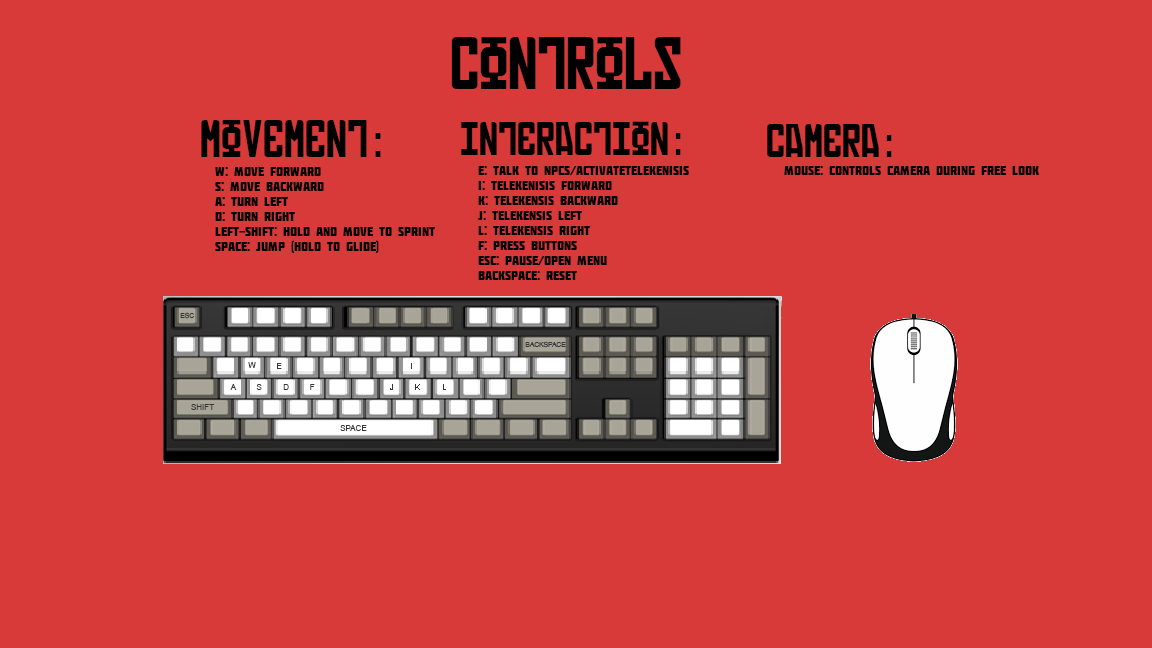 CONTROLS
MOVEMENT:
W: MOVE FORWARD
S: MOVE BACKWARD
A: TURN LEFT
D: TURN RIGHT
LEFT-SHIFT: HOLD AND MOVE TO SPRINT
SPACE: JUMP (HOLD TO GLIDE)
INTERACTION:
E: TALK TO NPCS/ACTIVATETELEKENISIS
I: TELEKENISIS FORWARD
K: TELEKENSIS BACKWARD
J: TELEKENSIS LEFT
L: TELEKENSIS RIGHT
F: PRESS BUTTONS
ESC: PAUSE/OPEN MENU
BACKSPACE: RESET
CAMERA:
MOUSE: CONTROLS CAMERA DURING FREE LOOK
ESC
BACKSPACE
W E I
A S D F J K L
SHIFT
SPACE